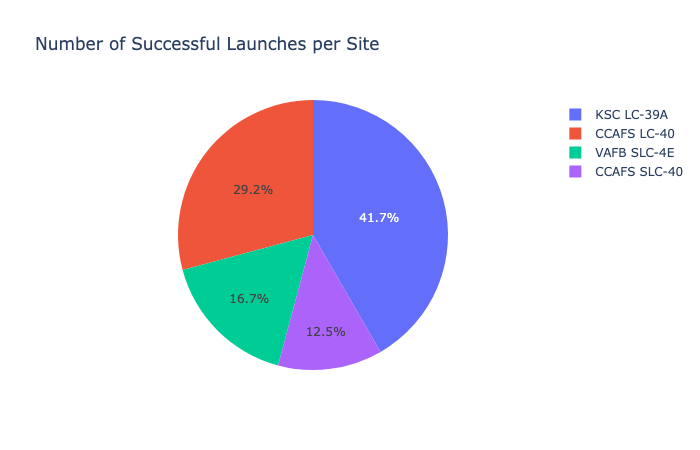 Number of Successful Launches per Site
KSC LC-39A
CCAFS LC-40
VAFB SLC-4E
CCAFS SLC-40
29.2%
41.7%
16.7%
12.5%